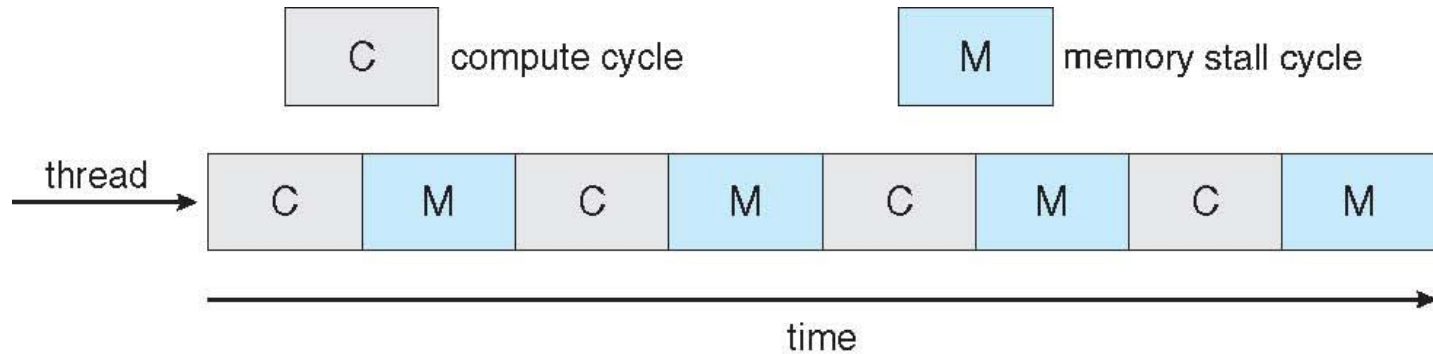 C compute cycle M memory stall cycle
thread
C M C M C M C M
time